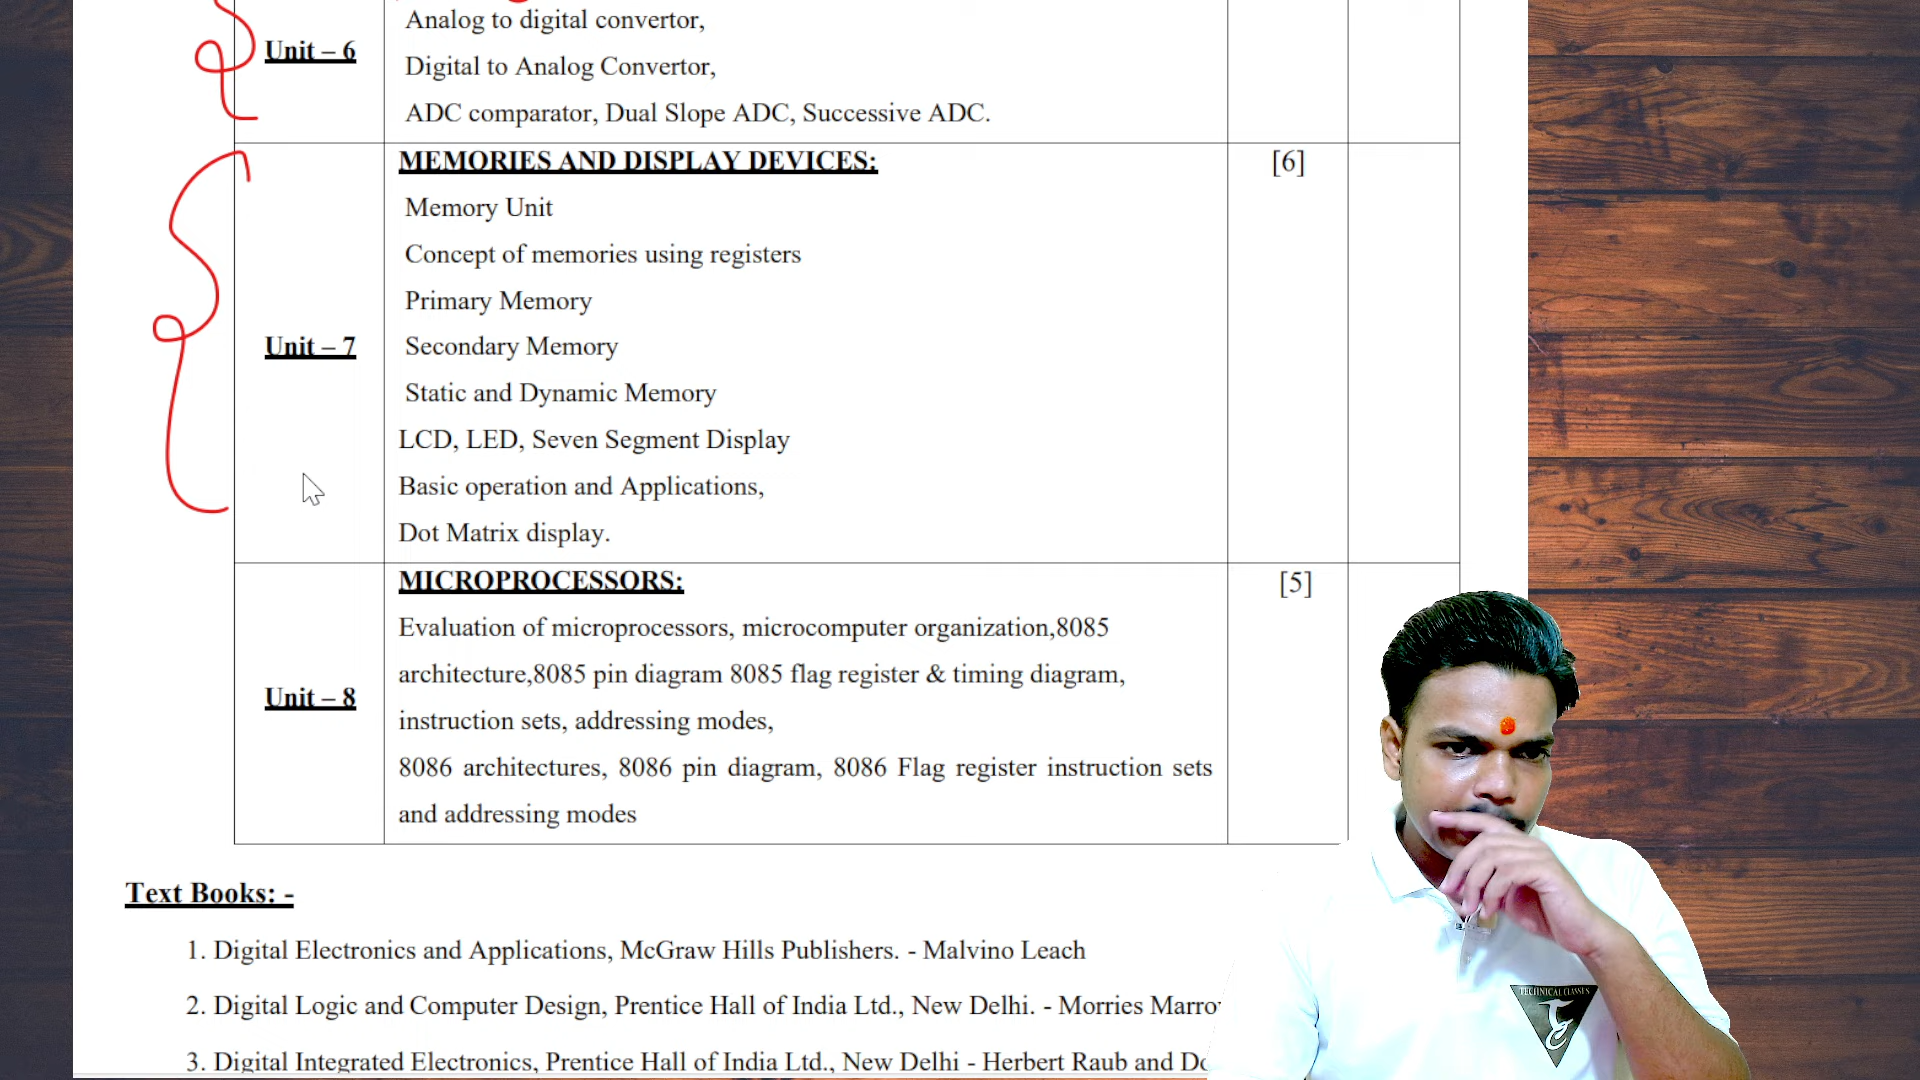 Analog to digital convertor,
Unit – 6
Digital to Analog Convertor,
ADC comparator, Dual Slope ADC, Successive ADC.
MEMORIES AND DISPLAY DEVICES:
[6]
Memory Unit
Concept of memories using registers
Primary Memory
Unit – 7
Secondary Memory
Static and Dynamic Memory
LCD, LED, Seven Segment Display
Basic operation and Applications,
Dot Matrix display.
MICROPROCESSORS:
[5]
Evaluation of microprocessors, microcomputer organization,8085
architecture,8085 pin diagram 8085 flag register & timing diagram,
Unit – 8
instruction sets, addressing modes,
8086 architectures, 8086 pin diagram, 8086 Flag register instruction sets
and addressing modes
Text Books: -
1. Digital Electronics and Applications, McGraw Hills Publishers. - Malvino Leach
2. Digital Logic and Computer Design, Prentice Hall of India Ltd., New Delhi. - Morries
3. Digital Integrated Electronics, Prentice Hall of India Ltd., New Delhi - Herbert Raub and
TECHNICAL CLASSES